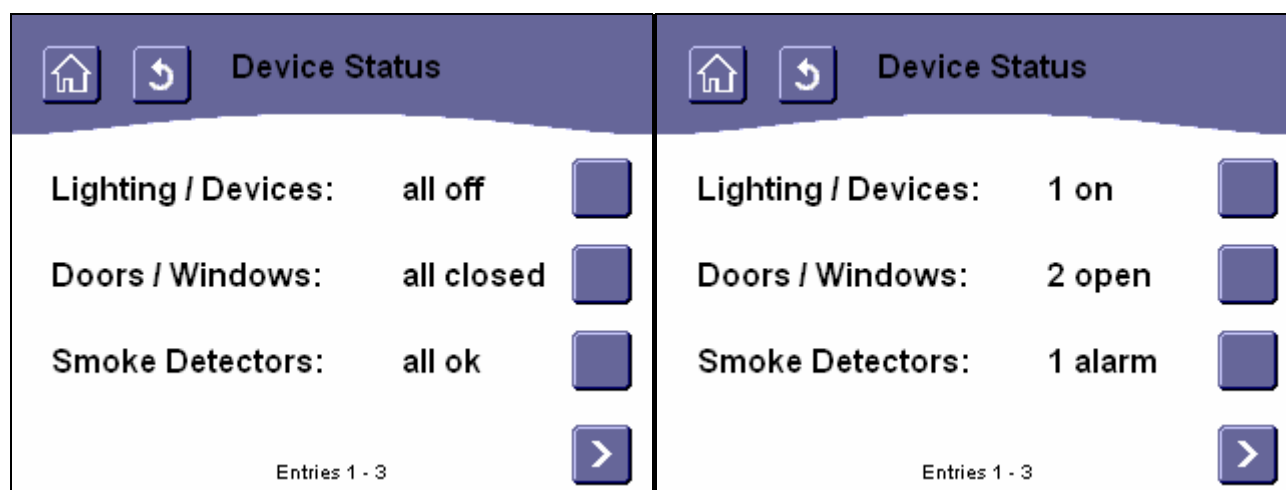 Device Status
Lighting / Devices: all off
Doors / Windows: all closed
Smoke Detectors: all ok
Entries 1 - 3
Device Status
Lighting / Devices: 1 on
Doors / Windows: 2 open
Smoke Detectors: 1 alarm
Entries 1 - 3